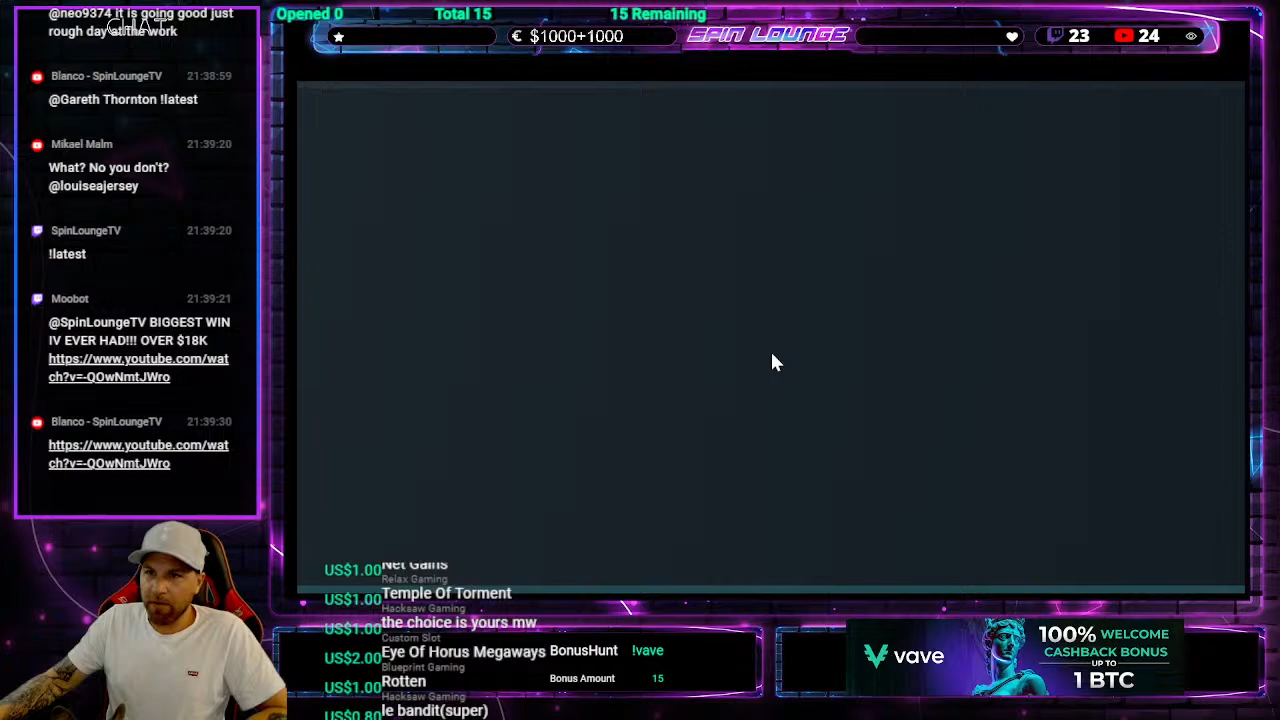 Opened 0
Total 15
15 Remaining
€ $1000+1000
SPIN LOUNGE
23
24
CHAT
@neo9374 it is going good just
rough day at the work
Blanco - SpinLoungeTV 21:38:59
@Gareth Thornton !latest
Mikael Malm 21:39:20
What? No you don't?
@louiseajersey
SpinLoungeTV 21:39:20
!latest
Moobot 21:39:21
@SpinLoungeTV BIGGEST WIN
IV EVER HAD!!! OVER $18K
https://www.youtube.com/wat
ch?v=-QOwNmtJWro
Blanco - SpinLoungeTV 21:39:30
https://www.youtube.com/wat
ch?v=-QOwNmtJWro
US$1.00 Net Gains
Relax Gaming
US$1.00 Temple Of Torment
Hacksaw Gaming
US$1.00 the choice is yours mw
Custom Slot
US$2.00 Eye Of Horus Megaways
Blueprint Gaming
US$1.00 Rotten
Hacksaw Gaming
US$0.80 le bandit(super)
BonusHunt !vave
Bonus Amount 15
vave
100% WELCOME
CASHBACK BONUS
UP TO
1 BTC